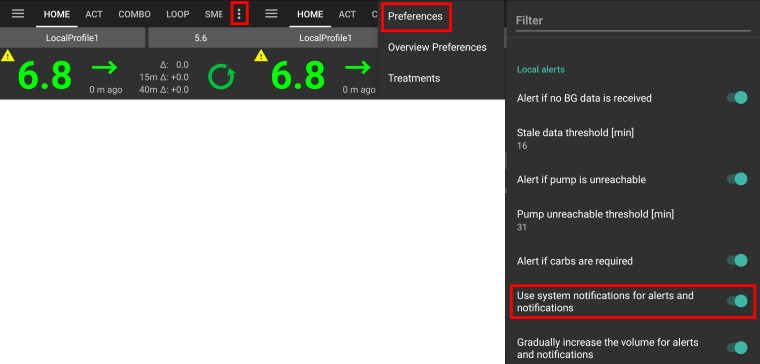 HOME ACT COMBO LOOP SMB
LocalProfile1 5.6
6.8
0 m ago
Δ: 0.0
15m Δ: +0.0
40m Δ: +0.0
HOME ACT
LocalProfile1
6.8
0 m ago
Preferences
Overview Preferences
Treatments
Filter
Local alerts
Alert if no BG data is received
Stale data threshold [min]
16
Alert if pump is unreachable
Pump unreachable threshold [min]
31
Alert if carbs are required
Use system notifications for alerts and
notifications
Gradually increase the volume for alerts
and notifications